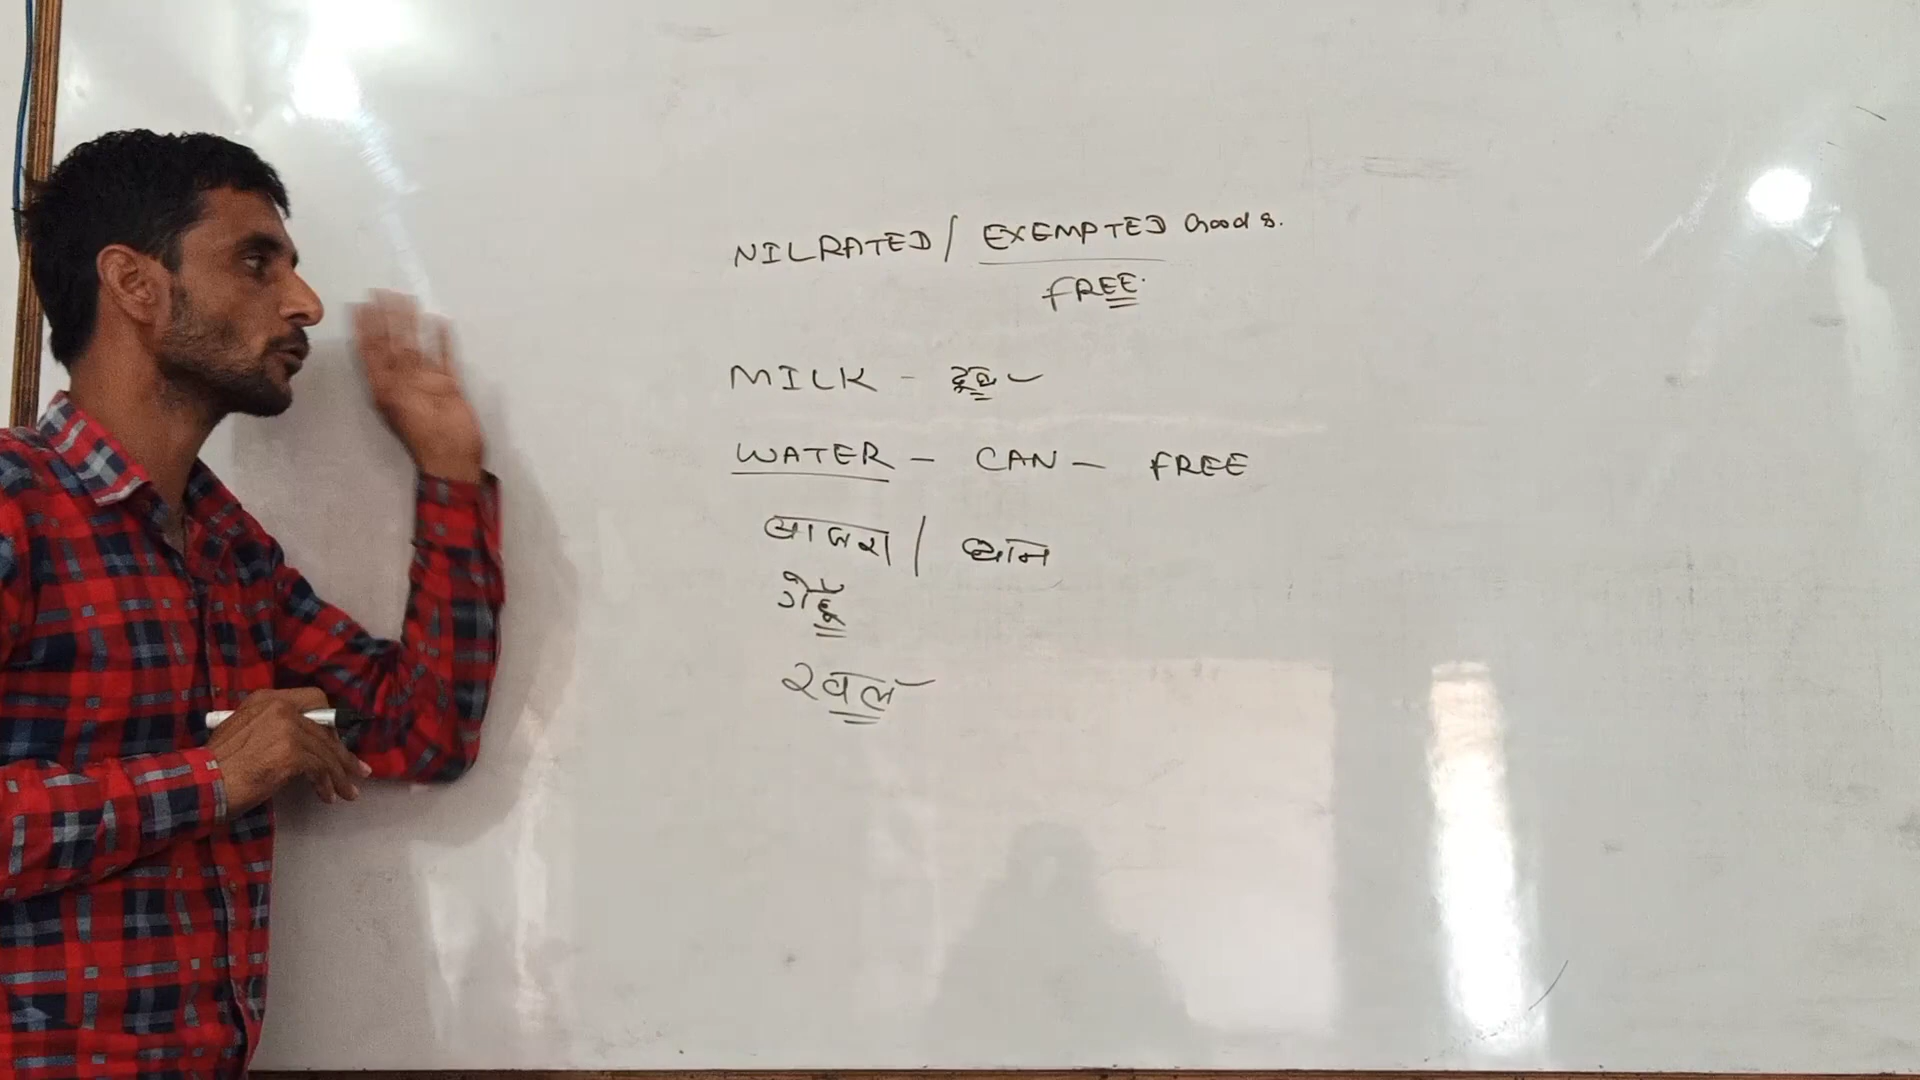 NILRATED / EXEMPTED Goods.
FREE.
MILK - दूध
WATER - CAN - FREE
बाजरा / धान
गेहूँ
खल